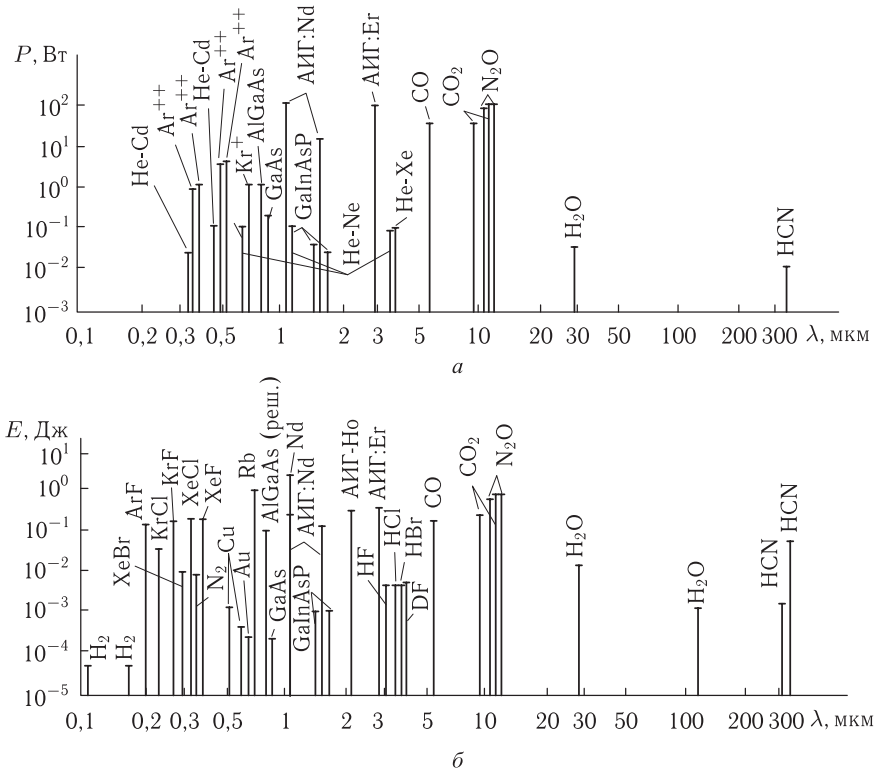 P, Вт
He-Cd
Ar++
Ar++
He-Cd
Ar++
Ar++
Kr+
AlGaAs
GaAs
АИГ:Nd
GaInAsP
He-Ne
АИГ:Er
He-Xe
CO
CO₂
N₂O
H₂O
HCN
10²
10¹
10⁰
10⁻¹
10⁻²
10⁻³
0,1 0,2 0,3 0,5 1 2 3 5 10 20 30 50 100 200 300 λ, мкм
а
E, Дж
H₂
H₂
XeBr
ArF
KrCl
KrF
XeCl
XeF
N₂
Cu
Au
Rb
AlGaAs (реш.)
GaAs
Nd
АИГ:Nd
GaInAsP
АИГ-Ho
АИГ:Er
HF
HCl
HBr
DF
CO
CO₂
N₂O
H₂O
H₂O
HCN
HCN
10¹
10⁰
10⁻¹
10⁻²
10⁻³
10⁻⁴
10⁻⁵
0,1 0,2 0,3 0,5 1 2 3 5 10 20 30 50 100 200 300 λ, мкм
б